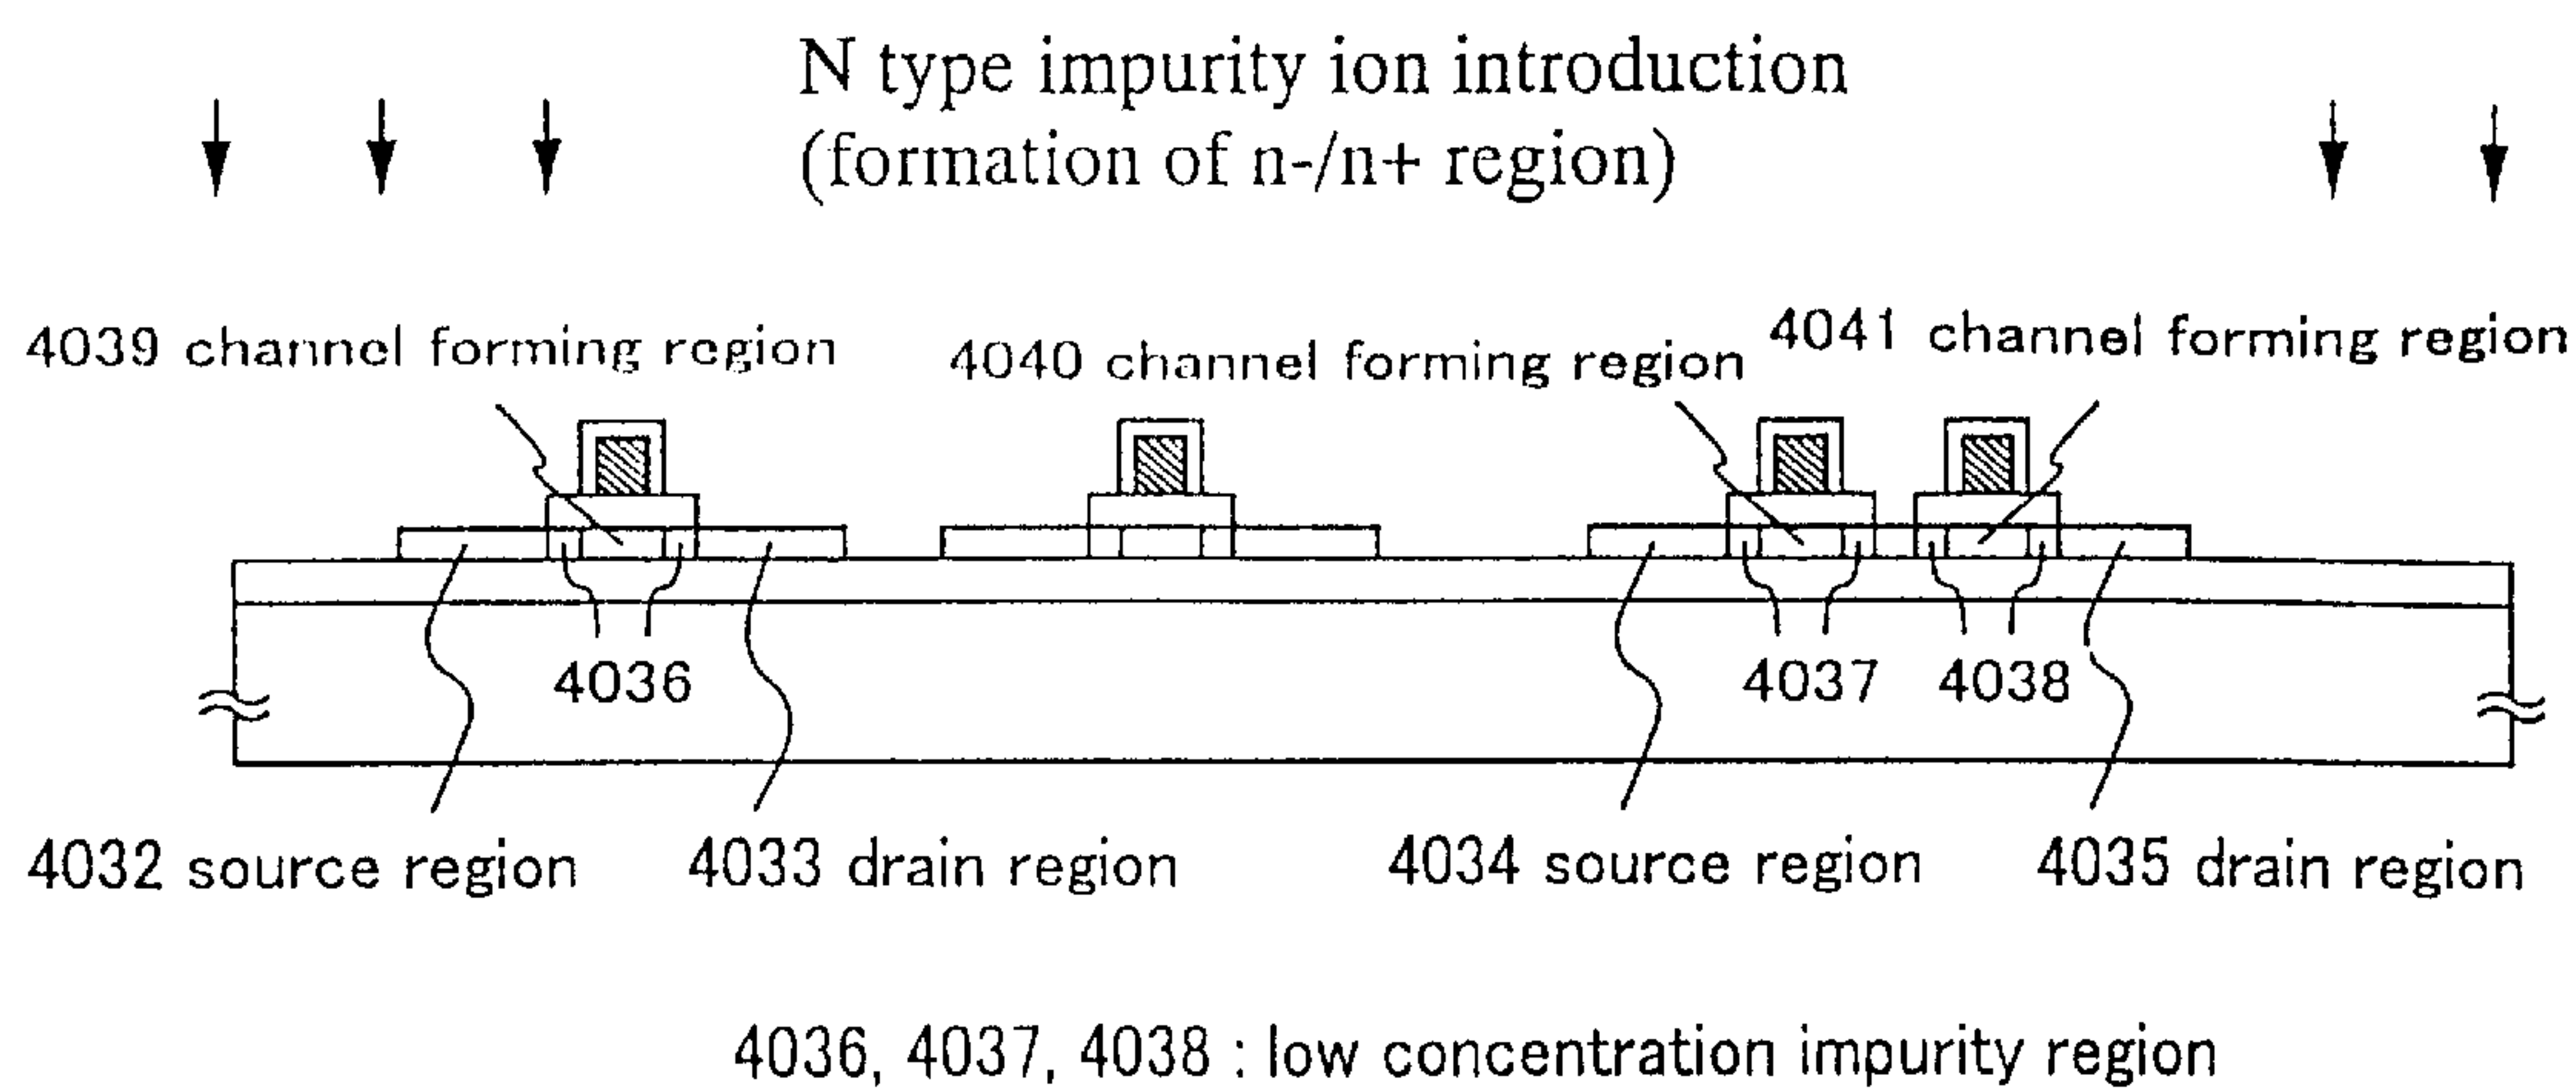 N type impurity ion introduction
(formation of n-/n+ region)
4039 channel forming region
4040 channel forming region
4041 channel forming region
4036
4037
4038
4032 source region
4033 drain region
4034 source region
4035 drain region
4036, 4037, 4038 : low concentration impurity region